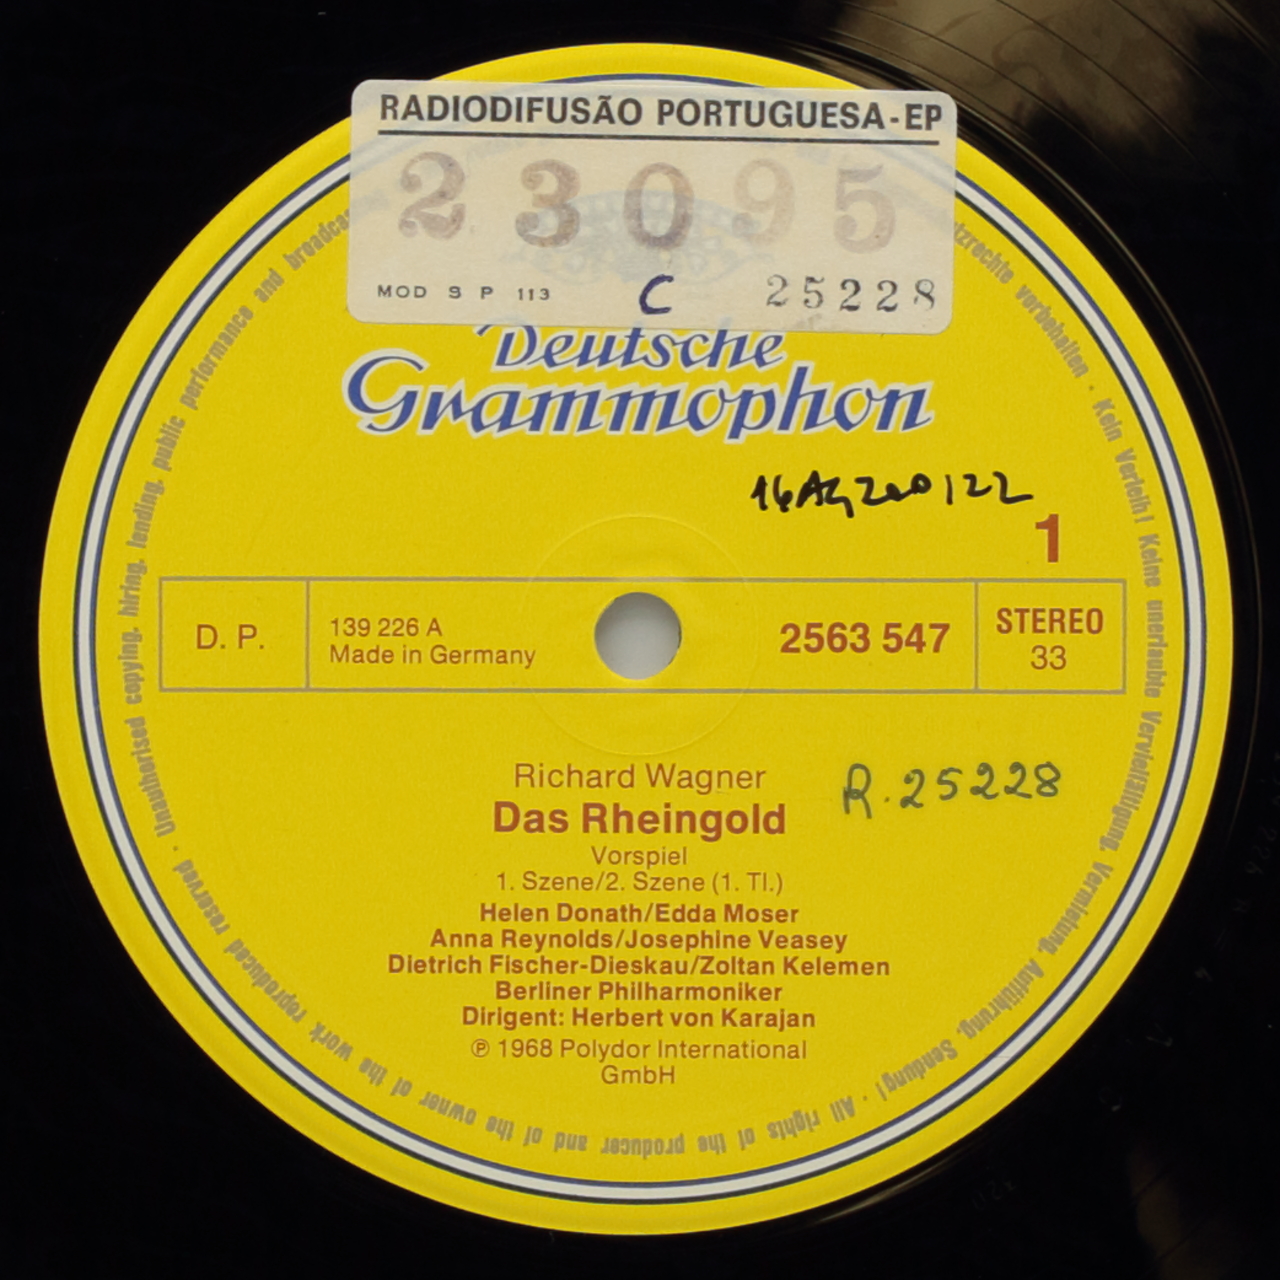 RADIODIFUSÃO PORTUGUESA-EP
23095
MOD S P 113 C 25228
Deutsche
Grammophon
1
D. P.
139 226 A
Made in Germany
2563 547
STEREO
33
Richard Wagner
R.25228
Das Rheingold
Vorspiel
1. Szene/2. Szene (1. Tl.)
Helen Donath/Edda Moser
Anna Reynolds/Josephine Veasey
Dietrich Fischer-Dieskau/Zoltan Kelemen
Berliner Philharmoniker
Dirigent: Herbert von Karajan
℗ 1968 Polydor International
GmbH
vorbehalten · Kein Verleih! Keine unerlaubte Vervielfältigung, Vermietung, Aufführung, Sendung! · All rights of the producer and of the owner of the work reproduced reserved · Unauthorised copying, hiring, lending, public performance and